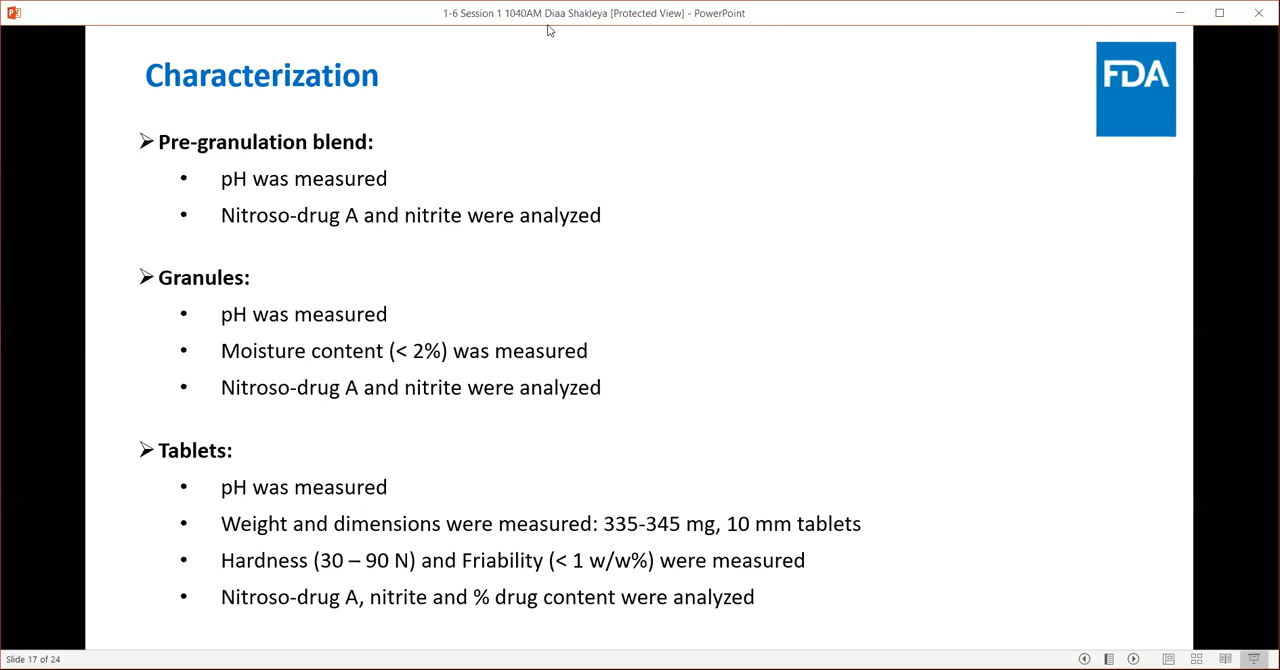 1-6 Session 1 1040AM Diaa Shakleya [Protected View] - PowerPoint
Characterization
FDA
➢ Pre-granulation blend:
• pH was measured
• Nitroso-drug A and nitrite were analyzed
➢ Granules:
• pH was measured
• Moisture content (< 2%) was measured
• Nitroso-drug A and nitrite were analyzed
➢ Tablets:
• pH was measured
• Weight and dimensions were measured: 335-345 mg, 10 mm tablets
• Hardness (30 – 90 N) and Friability (< 1 w/w%) were measured
• Nitroso-drug A, nitrite and % drug content were analyzed
Slide 17 of 24